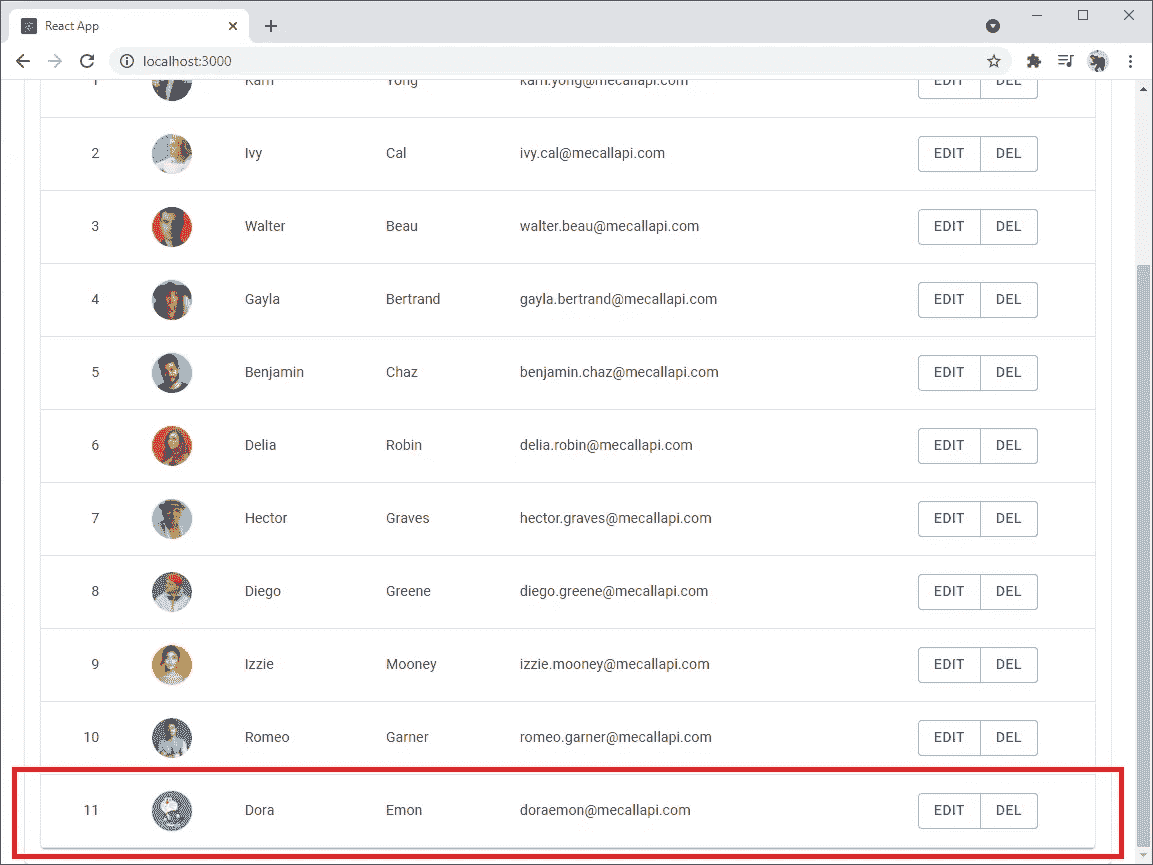 React App
localhost:3000
1 Karn Yong karn.yong@mecallapi.com EDIT DEL
2 Ivy Cal ivy.cal@mecallapi.com EDIT DEL
3 Walter Beau walter.beau@mecallapi.com EDIT DEL
4 Gayla Bertrand gayla.bertrand@mecallapi.com EDIT DEL
5 Benjamin Chaz benjamin.chaz@mecallapi.com EDIT DEL
6 Delia Robin delia.robin@mecallapi.com EDIT DEL
7 Hector Graves hector.graves@mecallapi.com EDIT DEL
8 Diego Greene diego.greene@mecallapi.com EDIT DEL
9 Izzie Mooney izzie.mooney@mecallapi.com EDIT DEL
10 Romeo Garner romeo.garner@mecallapi.com EDIT DEL
11 Dora Emon doraemon@mecallapi.com EDIT DEL